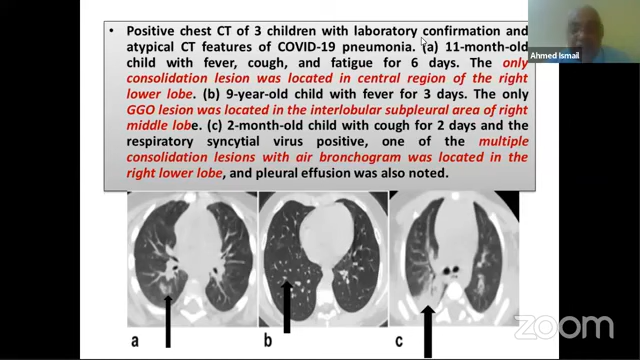 • Positive chest CT of 3 children with laboratory confirmation and
atypical CT features of COVID-19 pneumonia. (a) 11-month-old
child with fever, cough, and fatigue for 6 days. The only
consolidation lesion was located in central region of the right
lower lobe. (b) 9-year-old child with fever for 3 days. The only
GGO lesion was located in the interlobular subpleural area of right
middle lobe. (c) 2-month-old child with cough for 2 days and the
respiratory syncytial virus positive, one of the multiple
consolidation lesions with air bronchogram was located in the
right lower lobe, and pleural effusion was also noted.
Ahmed Ismail
a b c
zoom